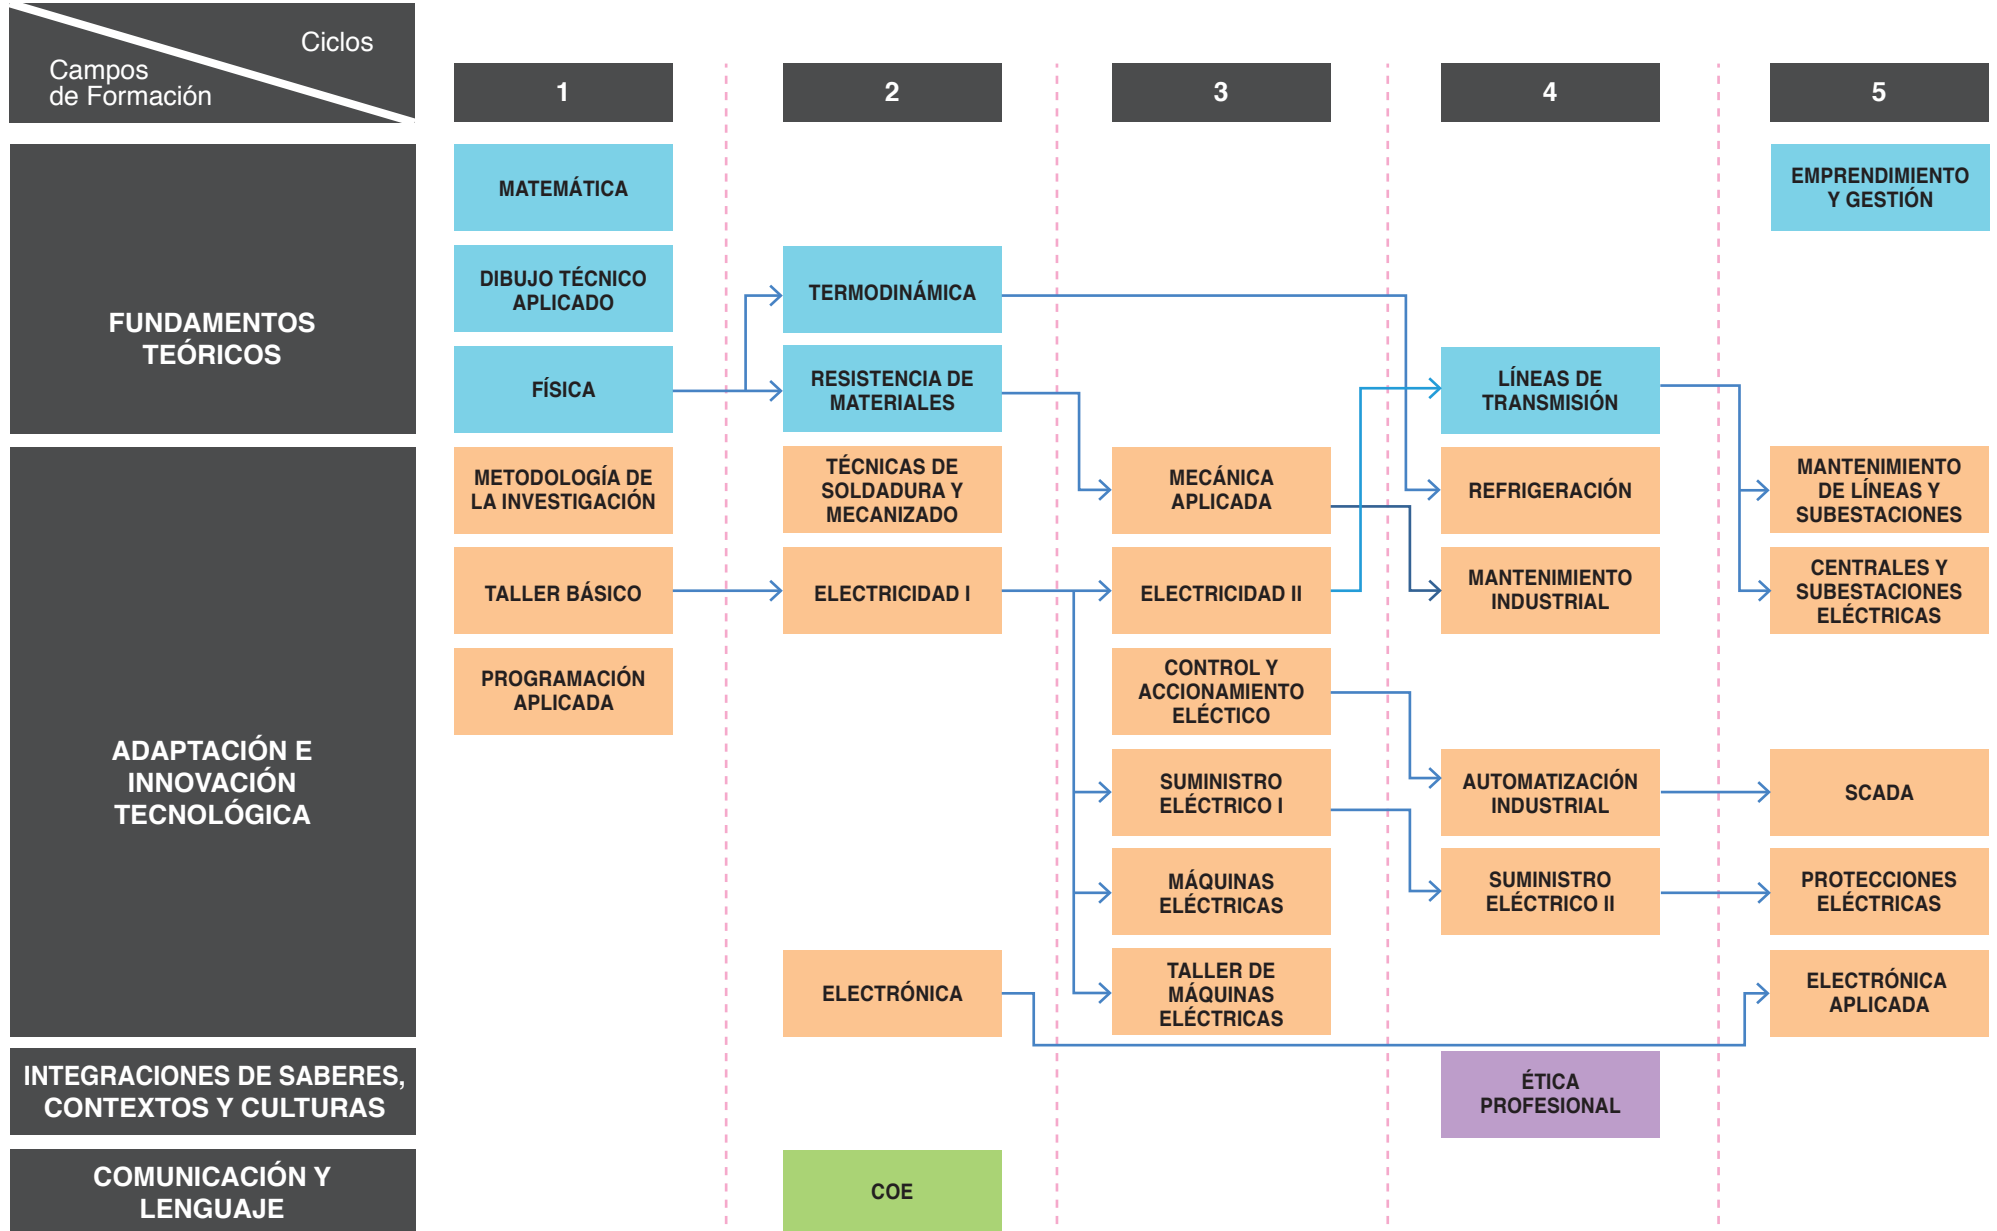 Ciclos
Campos
de Formación
1
2
3
4
5
FUNDAMENTOS
TEÓRICOS
MATEMÁTICA
EMPRENDIMIENTO
Y GESTIÓN
DIBUJO TÉCNICO
APLICADO
TERMODINÁMICA
FÍSICA
RESISTENCIA DE
MATERIALES
LÍNEAS DE
TRANSMISIÓN
ADAPTACIÓN E
INNOVACIÓN
TECNOLÓGICA
METODOLOGÍA DE
LA INVESTIGACIÓN
TÉCNICAS DE
SOLDADURA Y
MECANIZADO
MECÁNICA
APLICADA
REFRIGERACIÓN
MANTENIMIENTO
DE LÍNEAS Y
SUBESTACIONES
TALLER BÁSICO
ELECTRICIDAD I
ELECTRICIDAD II
MANTENIMIENTO
INDUSTRIAL
CENTRALES Y
SUBESTACIONES
ELÉCTRICAS
PROGRAMACIÓN
APLICADA
CONTROL Y
ACCIONAMIENTO
ELÉCTICO
SUMINISTRO
ELÉCTRICO I
AUTOMATIZACIÓN
INDUSTRIAL
SCADA
MÁQUINAS
ELÉCTRICAS
SUMINISTRO
ELÉCTRICO II
PROTECCIONES
ELÉCTRICAS
ELECTRÓNICA
TALLER DE
MÁQUINAS
ELÉCTRICAS
ELECTRÓNICA
APLICADA
INTEGRACIONES DE SABERES,
CONTEXTOS Y CULTURAS
ÉTICA
PROFESIONAL
COMUNICACIÓN Y
LENGUAJE
COE